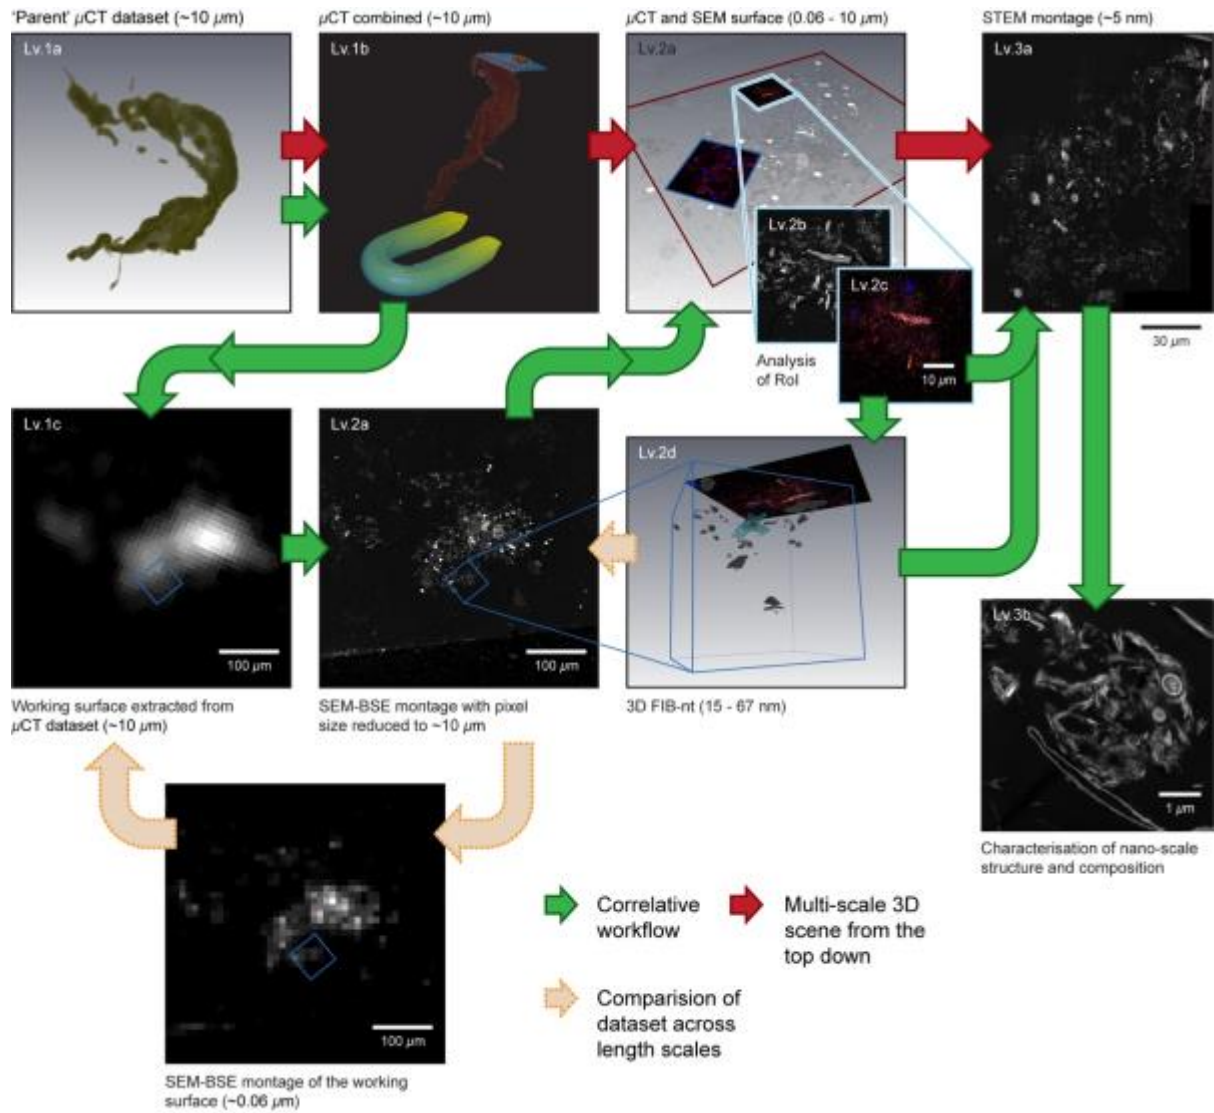 'Parent' µCT dataset (~10 µm)
µCT combined (~10 µm)
µCT and SEM surface (0.06 - 10 µm)
STEM montage (~5 nm)
Lv.1a
Lv.1b
Lv.2a
Lv.3a
Lv.2b
Lv.2c
10 µm
Analysis
of RoI
30 µm
Lv.1c
100 µm
Lv.2a
100 µm
Lv.2d
Lv.3b
1 µm
Working surface extracted from
µCT dataset (~10 µm)
SEM-BSE montage with pixel
size reduced to ~10 µm
3D FIB-nt (15 - 67 nm)
Characterisation of nano-scale
structure and composition
100 µm
SEM-BSE montage of the working
surface (~0.06 µm)
Correlative
workflow
Multi-scale 3D
scene from the
top down
Comparision of
dataset across
length scales